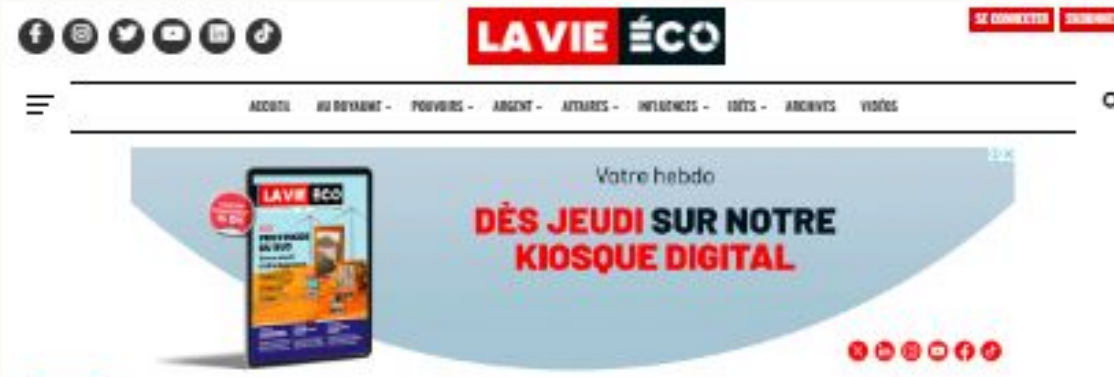 LA VIE ÉCO
SE CONNECTER
ACCUEIL AU ROYAUME POUVOIRS ARGENT AFFAIRES INFLUENCES IDÉES ARCHIVES VIDÉOS
Votre hebdo
DÈS JEUDI SUR NOTRE
KIOSQUE DIGITAL
LA VIE ÉCO